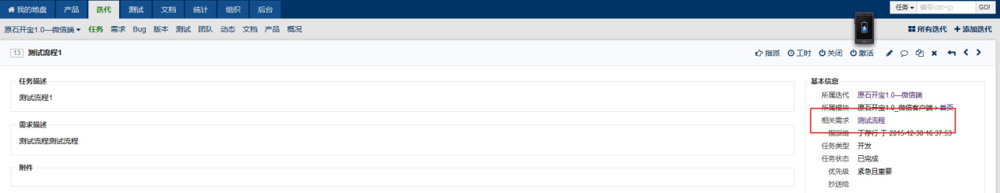 我的地盘 产品 迭代 测试 文档 统计 组织 后台 任务 编号(ctrl+g) GO!
原石开宝1.0—微信端 任务 需求 Bug 版本 测试 团队 动态 文档 产品 概况 所有迭代 添加迭代
13 测试流程1 指派 工时 关闭 激活
任务描述
测试流程1
需求描述
测试流程测试流程
附件
基本信息
所属迭代 原石开宝1.0—微信端
所属模块 原石开宝1.0_微信客户端 › 首页
相关需求 测试流程
指派给 丁存行 于 2015-12-30 16:37:53
任务类型 开发
任务状态 已完成
优先级 紧急且重要
抄送给